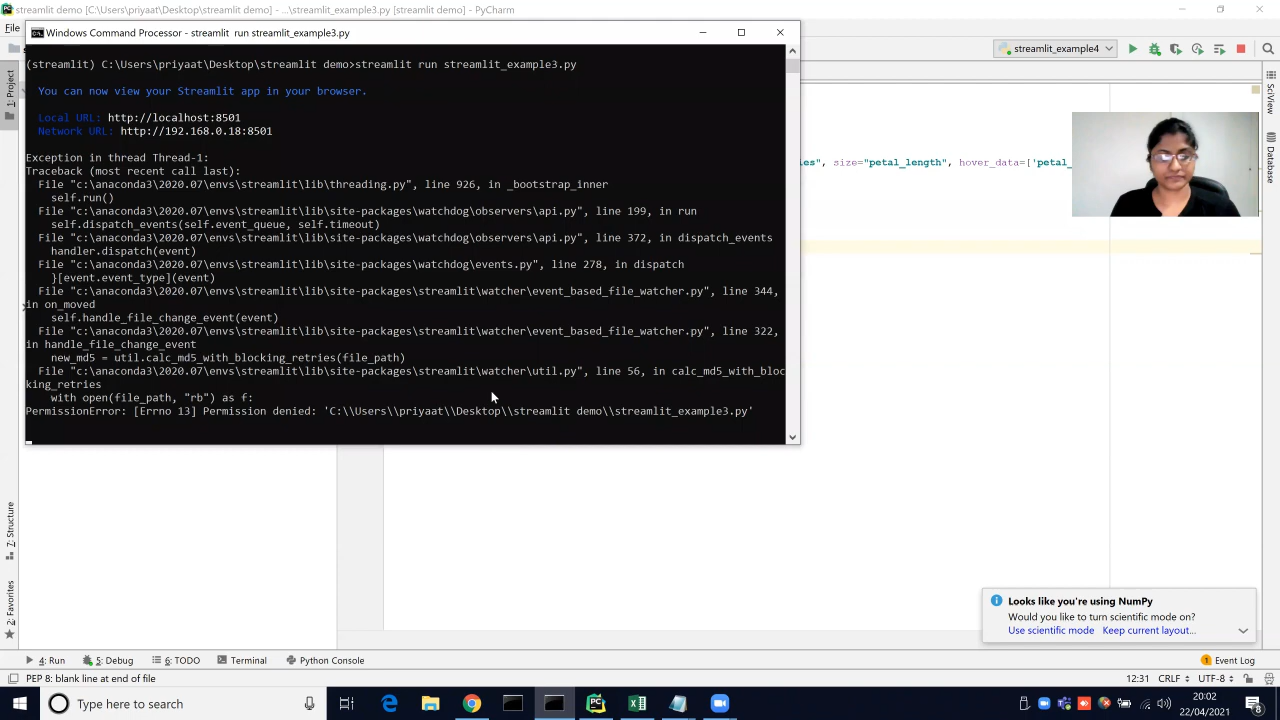 streamlit demo [C:\Users\priyaat\Desktop\streamlit demo] - ...\streamlit_example3.py [streamlit demo] - PyCharm
File
Windows Command Processor - streamlit  run streamlit_example3.py
streamlit_example4
(streamlit) C:\Users\priyaat\Desktop\streamlit demo>streamlit run streamlit_example3.py
You can now view your Streamlit app in your browser.
Local URL: http://localhost:8501
Network URL: http://192.168.0.18:8501
Exception in thread Thread-1:
Traceback (most recent call last):
File "c:\anaconda3\2020.07\envs\streamlit\lib\threading.py", line 926, in _bootstrap_inner
self.run()
File "c:\anaconda3\2020.07\envs\streamlit\lib\site-packages\watchdog\observers\api.py", line 199, in run
self.dispatch_events(self.event_queue, self.timeout)
File "c:\anaconda3\2020.07\envs\streamlit\lib\site-packages\watchdog\observers\api.py", line 372, in dispatch_events
handler.dispatch(event)
File "c:\anaconda3\2020.07\envs\streamlit\lib\site-packages\watchdog\events.py", line 278, in dispatch
}[event.event_type](event)
File "c:\anaconda3\2020.07\envs\streamlit\lib\site-packages\streamlit\watcher\event_based_file_watcher.py", line 344,
in on_moved
self.handle_file_change_event(event)
File "c:\anaconda3\2020.07\envs\streamlit\lib\site-packages\streamlit\watcher\event_based_file_watcher.py", line 322,
in handle_file_change_event
new_md5 = util.calc_md5_with_blocking_retries(file_path)
File "c:\anaconda3\2020.07\envs\streamlit\lib\site-packages\streamlit\watcher\util.py", line 56, in calc_md5_with_bloc
king_retries
with open(file_path, "rb") as f:
PermissionError: [Errno 13] Permission denied: 'C:\\Users\\priyaat\\Desktop\\streamlit demo\\streamlit_example3.py'
", size="petal_length", hover_data=['petal_
1: Project
SciView
Database
7: Structure
2: Favorites
Looks like you're using NumPy
Would you like to turn scientific mode on?
Use scientific mode Keep current layout...
4: Run
5: Debug
6: TODO
Terminal
Python Console
1 Event Log
PEP 8: blank line at end of file
12:31 CRLF UTF-8
Type here to search
20:02
22/04/2021
8